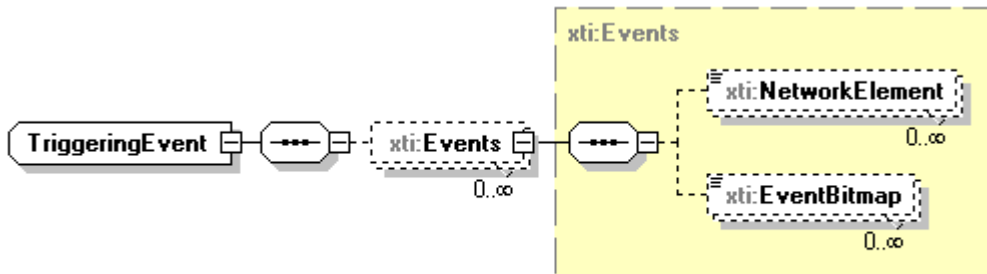 xti:Events
xti:NetworkElement
0..∞
TriggeringEvent
xti:Events
0..∞
xti:EventBitmap
0..∞